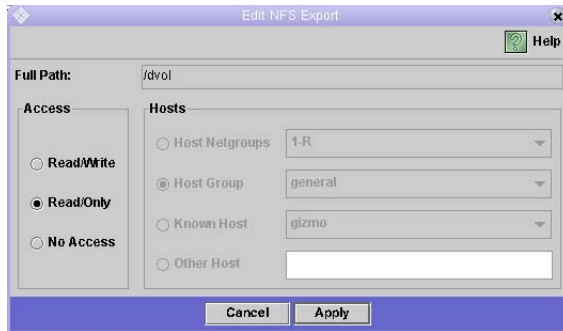 Edit NFS Export
Help
Full Path: /dvol
Access
Read/Write
Read/Only
No Access
Hosts
Host Netgroups 1-R
Host Group general
Known Host gizmo
Other Host
Cancel Apply